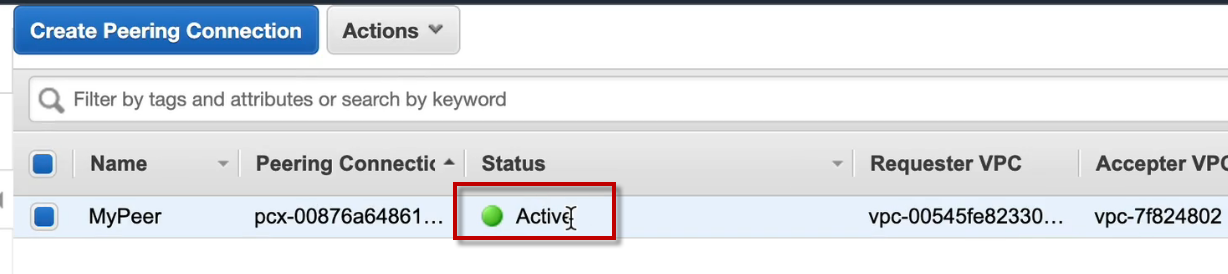 Create Peering Connection Actions
Filter by tags and attributes or search by keyword
Name Peering Connectic Status Requester VPC Accepter VPC
MyPeer pcx-00876a64861... Active vpc-00545fe82330... vpc-7f824802